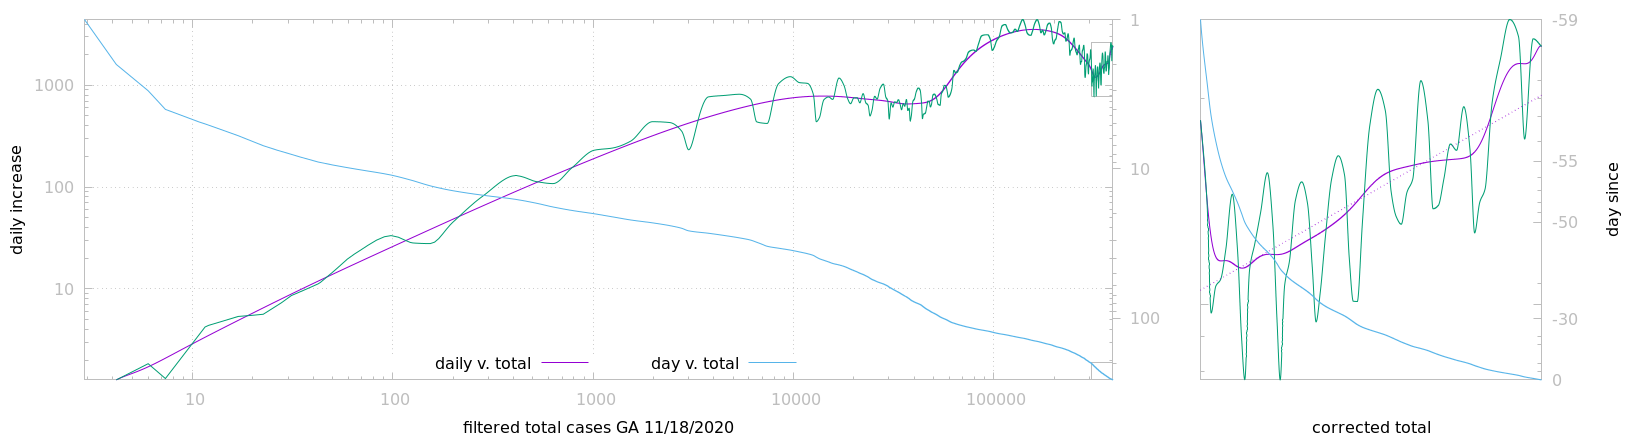 1000
100
10
daily increase
10
100
1000
10000
100000
1
10
100
daily v. total
day v. total
filtered total cases GA 11/18/2020
-59
-55
-50
-30
0
day since
corrected total